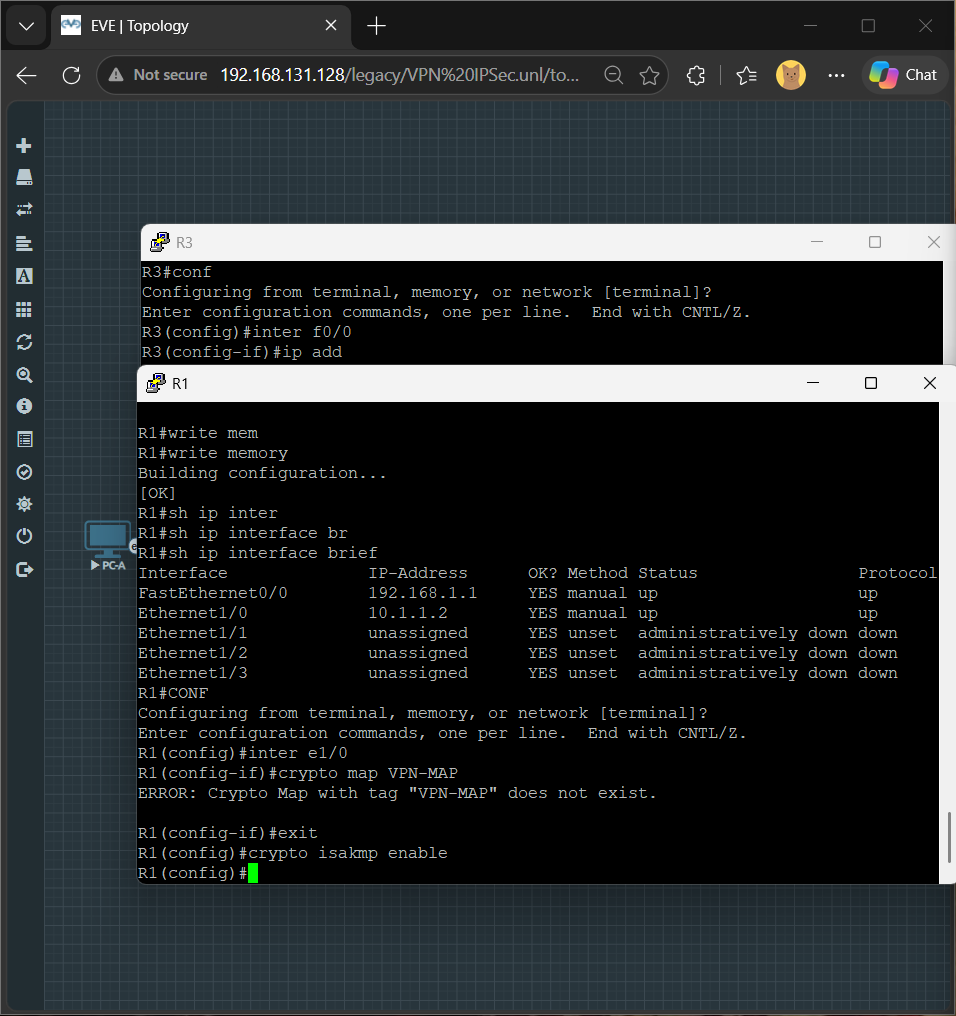 EVE | Topology
Not secure 192.168.131.128/legacy/VPN%20IPSec.unl/to...
Chat
R3
R3#conf
Configuring from terminal, memory, or network [terminal]?
Enter configuration commands, one per line.  End with CNTL/Z.
R3(config)#inter f0/0
R3(config-if)#ip add
R1
R1#write mem
R1#write memory
Building configuration...
[OK]
R1#sh ip inter
R1#sh ip interface br
R1#sh ip interface brief
Interface IP-Address OK? Method Status Protocol
FastEthernet0/0 192.168.1.1 YES manual up up
Ethernet1/0 10.1.1.2 YES manual up up
Ethernet1/1 unassigned YES unset administratively down down
Ethernet1/2 unassigned YES unset administratively down down
Ethernet1/3 unassigned YES unset administratively down down
R1#CONF
Configuring from terminal, memory, or network [terminal]?
Enter configuration commands, one per line.  End with CNTL/Z.
R1(config)#inter e1/0
R1(config-if)#crypto map VPN-MAP
ERROR: Crypto Map with tag "VPN-MAP" does not exist.
R1(config-if)#exit
R1(config)#crypto isakmp enable
R1(config)#
PC-A